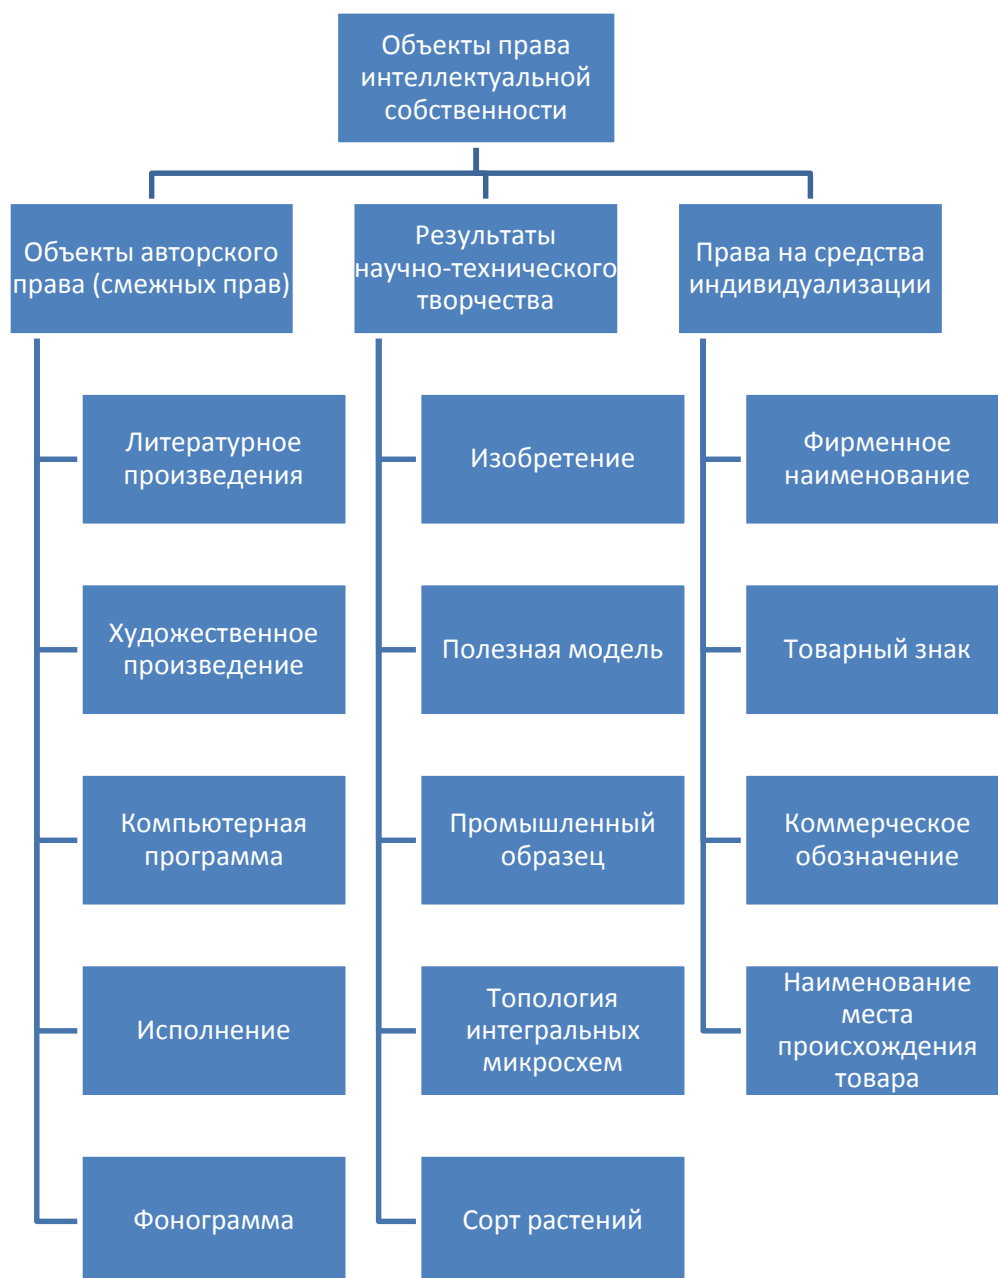 Объекты права
интеллектуальной
собственности
Объекты авторского
права (смежных прав)
Литературное
произведения
Художественное
произведение
Компьютерная
программа
Исполнение
Фонограмма
Результаты
научно-технического
творчества
Изобретение
Полезная модель
Промышленный
образец
Топология
интегральных
микросхем
Сорт растений
Права на средства
индивидуализации
Фирменное
наименование
Товарный знак
Коммерческое
обозначение
Наименование
места
происхождения
товара